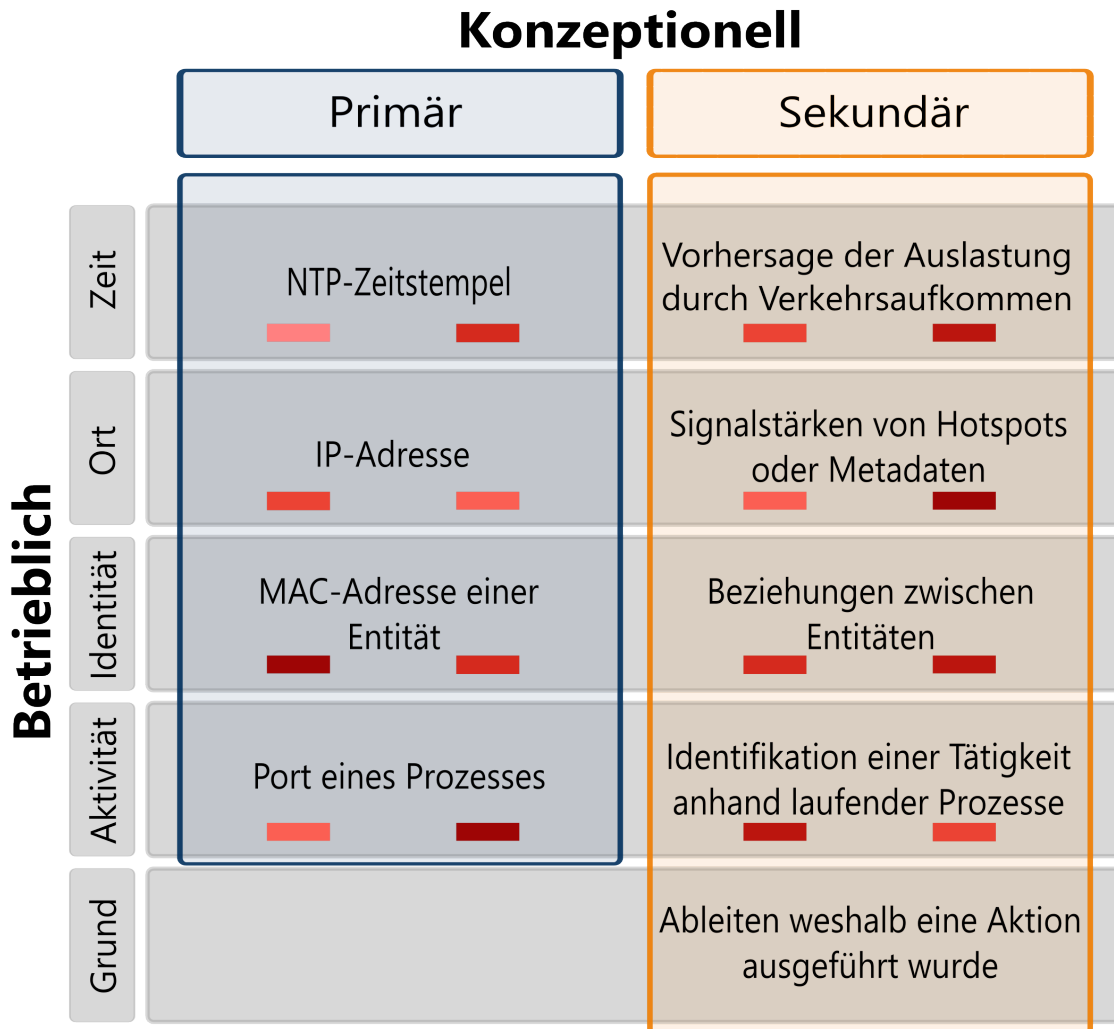 Konzeptionell
Primär
Sekundär
Betrieblich
Zeit
NTP-Zeitstempel
Vorhersage der Auslastung
durch Verkehrsaufkommen
Ort
IP-Adresse
Signalstärken von Hotspots
oder Metadaten
Identität
MAC-Adresse einer
Entität
Beziehungen zwischen
Entitäten
Aktivität
Port eines Prozesses
Identifikation einer Tätigkeit
anhand laufender Prozesse
Grund
Ableiten weshalb eine Aktion
ausgeführt wurde